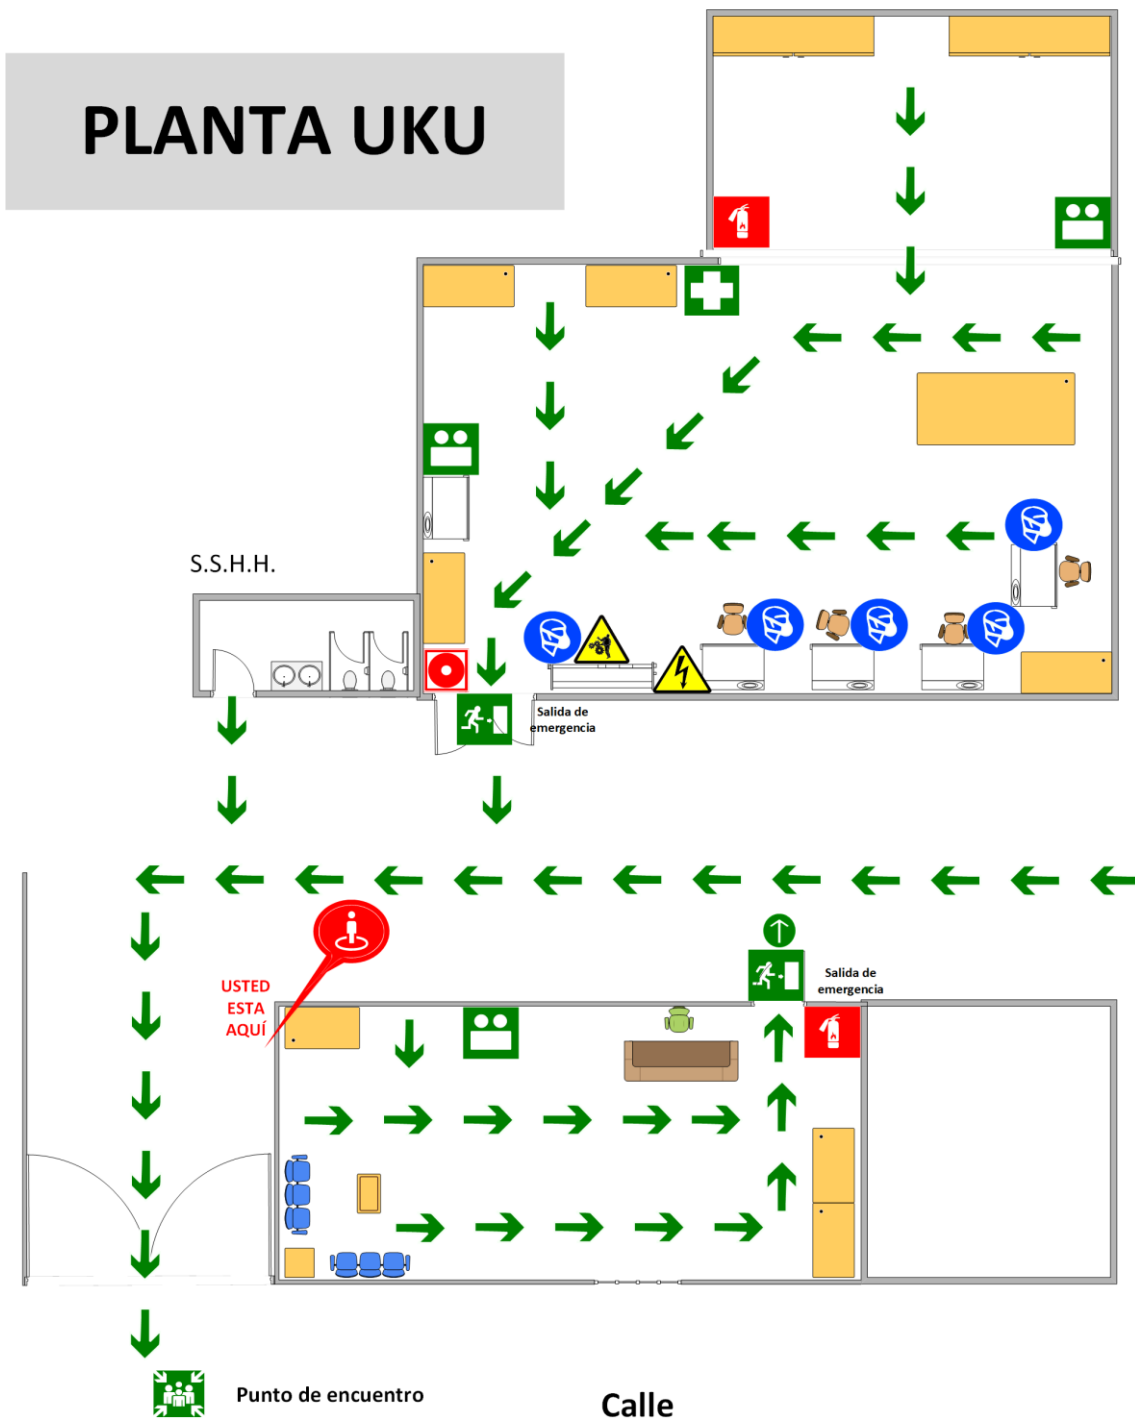 PLANTA UKU
S.S.H.H.
Salida de
emergencia
USTED
ESTA
AQUÍ
Salida de
emergencia
Punto de encuentro
Calle